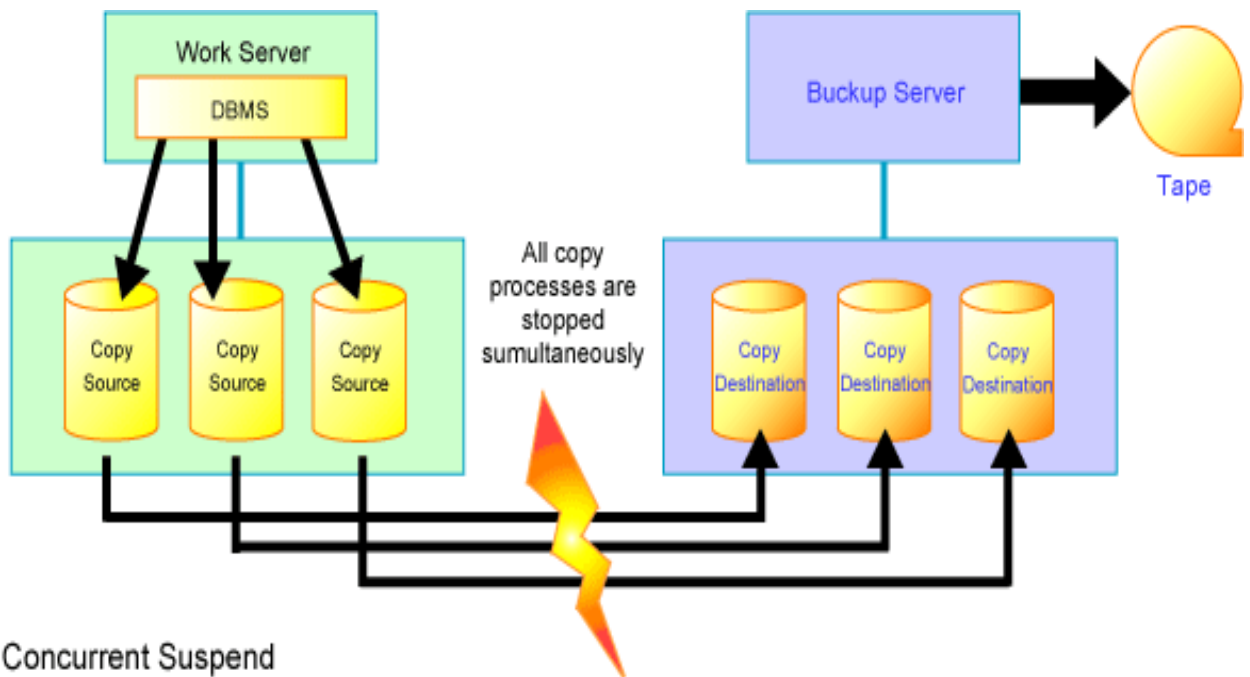 Work Server
DBMS
Buckup Server
Tape
All copy
processes are
stopped
sumultaneously
Copy
Source
Copy
Source
Copy
Source
Copy
Destination
Copy
Destination
Copy
Destination
Concurrent Suspend